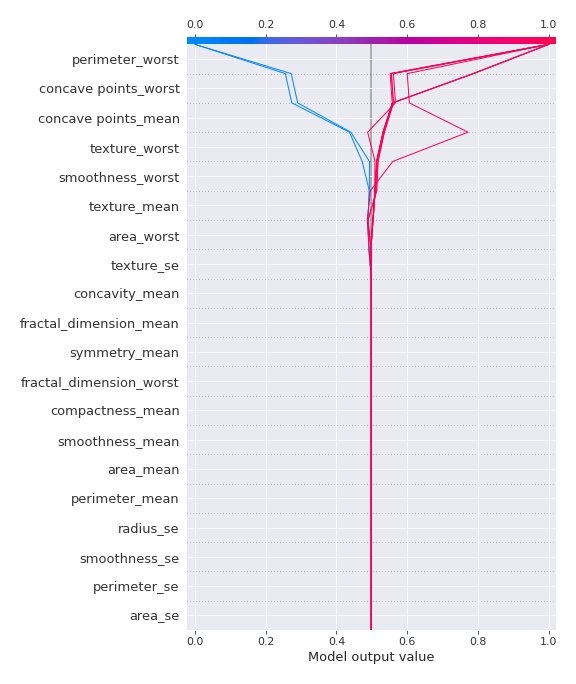 0.0 0.2 0.4 0.6 0.8 1.0
perimeter_worst
concave points_worst
concave points_mean
texture_worst
smoothness_worst
texture_mean
area_worst
texture_se
concavity_mean
fractal_dimension_mean
symmetry_mean
fractal_dimension_worst
compactness_mean
smoothness_mean
area_mean
perimeter_mean
radius_se
smoothness_se
perimeter_se
area_se
0.0 0.2 0.4 0.6 0.8 1.0
Model output value